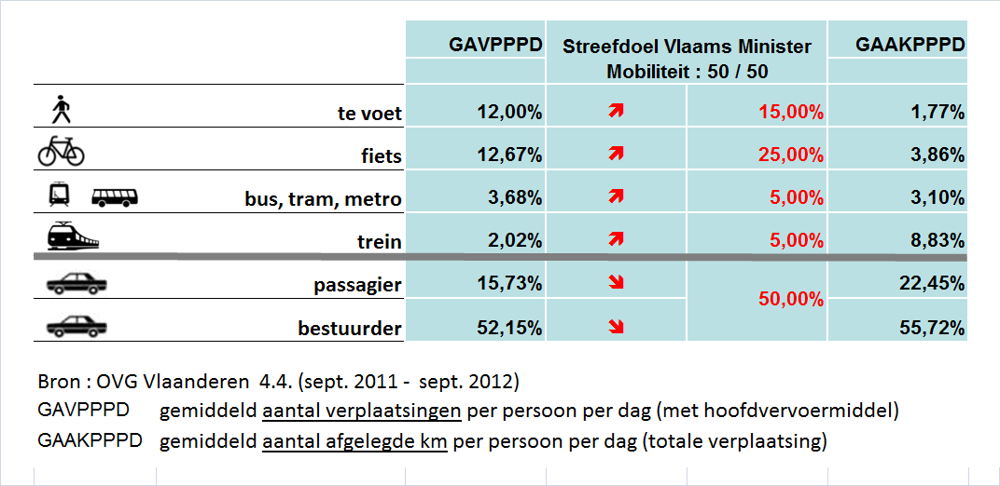 GAVPPPD Streefdoel Vlaams Minister GAAKPPPD
Mobiliteit : 50 / 50
te voet 12,00% 15,00% 1,77%
fiets 12,67% 25,00% 3,86%
bus, tram, metro 3,68% 5,00% 3,10%
trein 2,02% 5,00% 8,83%
passagier 15,73% 22,45%
50,00%
bestuurder 52,15% 55,72%
Bron : OVG Vlaanderen 4.4. (sept. 2011 - sept. 2012)
GAVPPPD gemiddeld aantal verplaatsingen per persoon per dag (met hoofdvervoermiddel)
GAAKPPPD gemiddeld aantal afgelegde km per persoon per dag (totale verplaatsing)